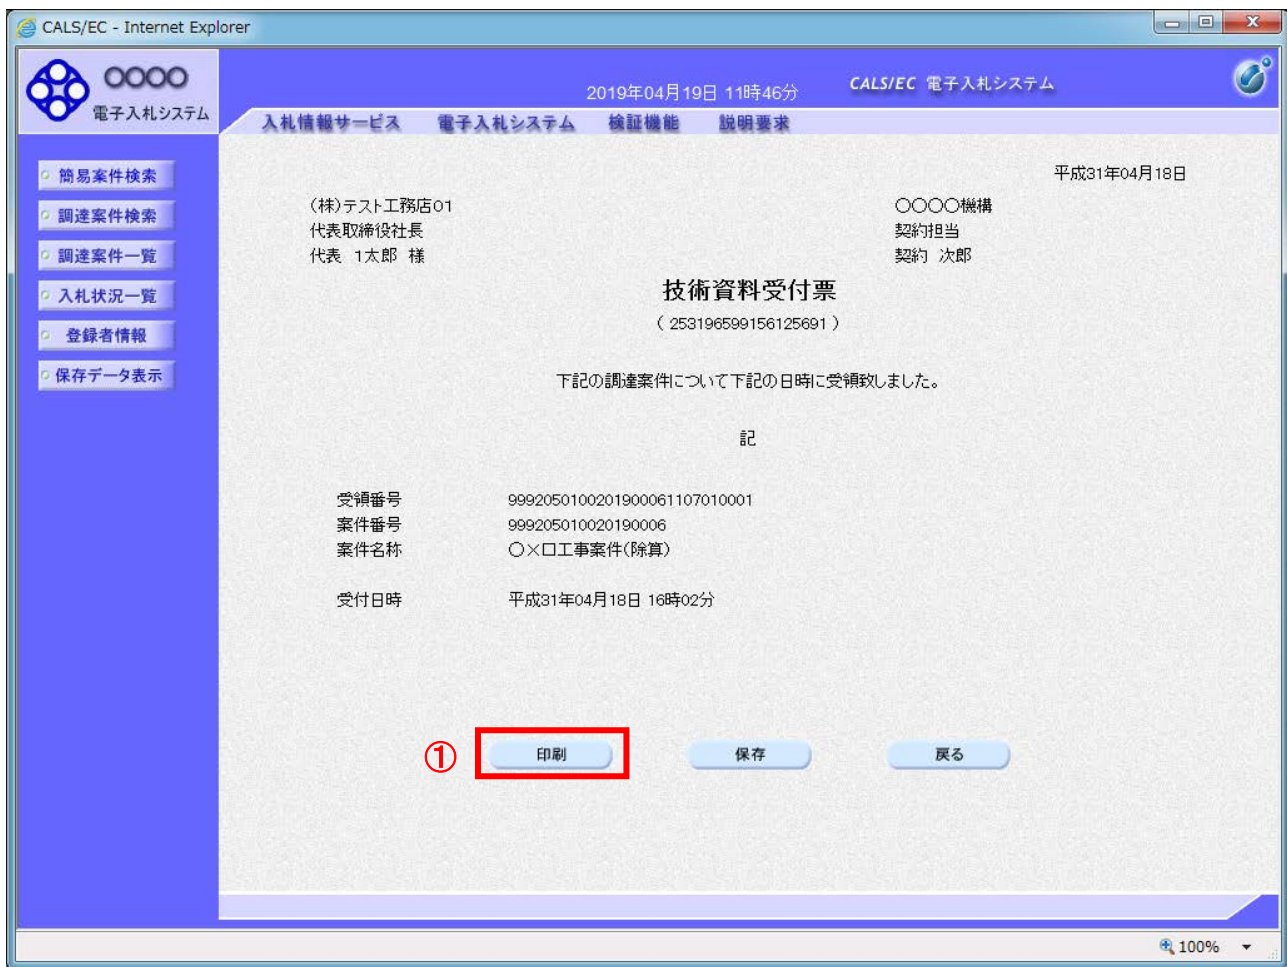 CALS/EC - Internet Explorer
○○○○
電子入札システム
2019年04月19日 11時46分
CALS/EC 電子入札システム
入札情報サービス 電子入札システム 検証機能 説明要求
簡易案件検索
調達案件検索
調達案件一覧
入札状況一覧
登録者情報
保存データ表示
平成31年04月18日
(株)テスト工務店01
代表取締役社長
代表 1太郎 様
○○○○機構
契約担当
契約 次郎
技術資料受付票
( 253196599156125691 )
下記の調達案件について下記の日時に受領致しました。
記
受領番号 9992050100201900061107010001
案件番号 999205010020190006
案件名称 ○×口工事案件(除算)
受付日時 平成31年04月18日 16時02分
① 印刷 保存 戻る
100%